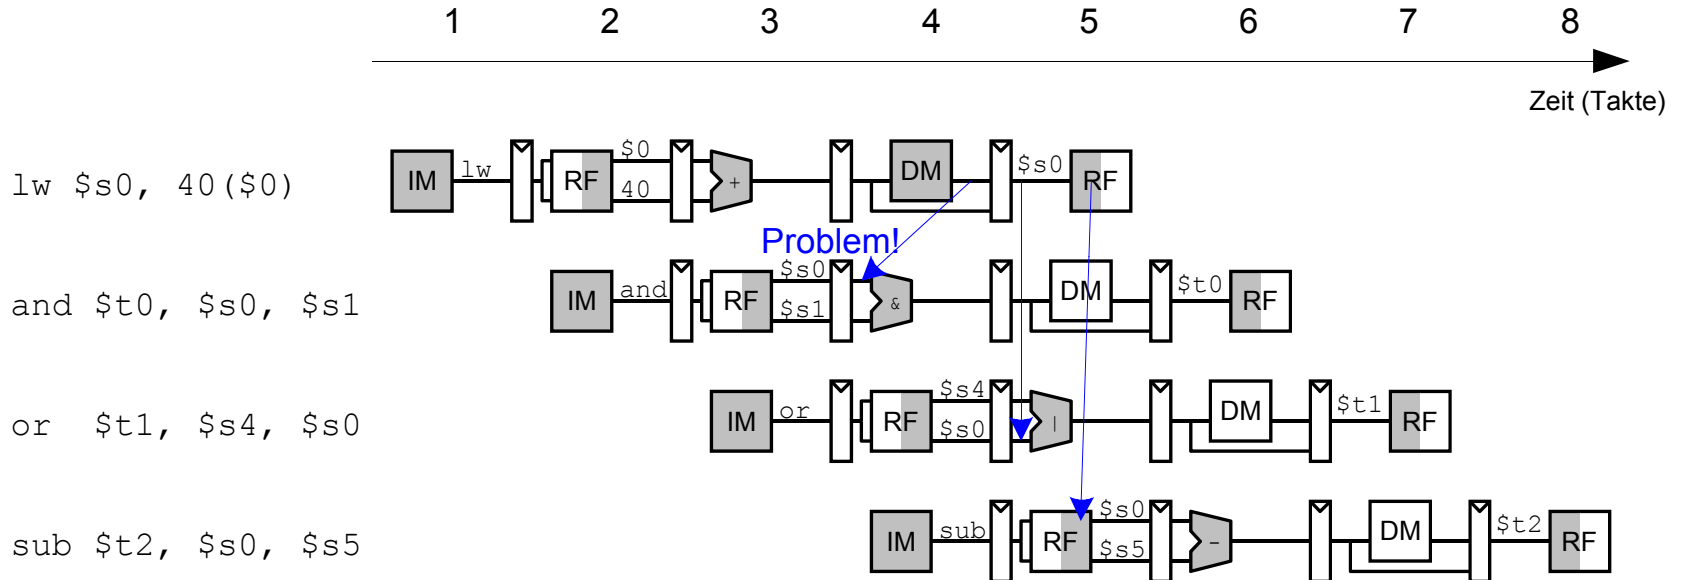 1 2 3 4 5 6 7 8
Zeit (Takte)
lw $s0, 40($0)
IM lw RF $0 40 + DM $s0 RF
Problem!
and $t0, $s0, $s1
IM and RF $s0 $s1 & DM $t0 RF
or $t1, $s4, $s0
IM or RF $s4 $s0 | DM $t1 RF
sub $t2, $s0, $s5
IM sub RF $s0 $s5 - DM $t2 RF